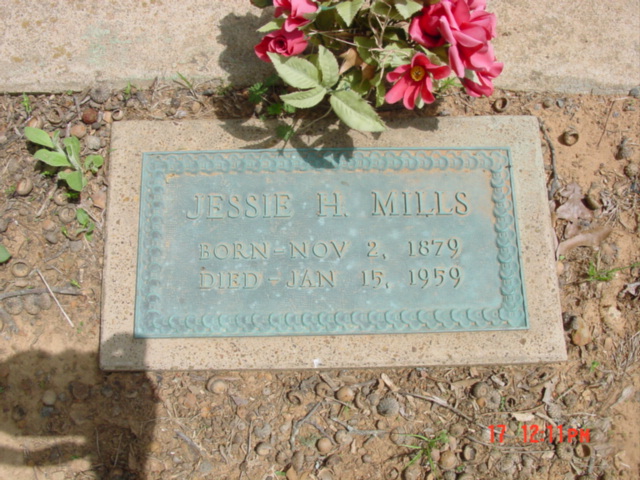 JESSIE H. MILLS
BORN - NOV 2, 1879
DIED - JAN 15, 1959
17 12:11PM